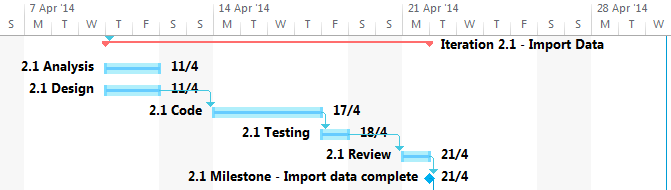 7 Apr '14 14 Apr '14 21 Apr '14 28 Apr '14
S M T W T F S S M T W T F S S M T W T F S S M T W
Iteration 2.1 - Import Data
2.1 Analysis 11/4
2.1 Design 11/4
2.1 Code 17/4
2.1 Testing 18/4
2.1 Review 21/4
2.1 Milestone - Import data complete 21/4